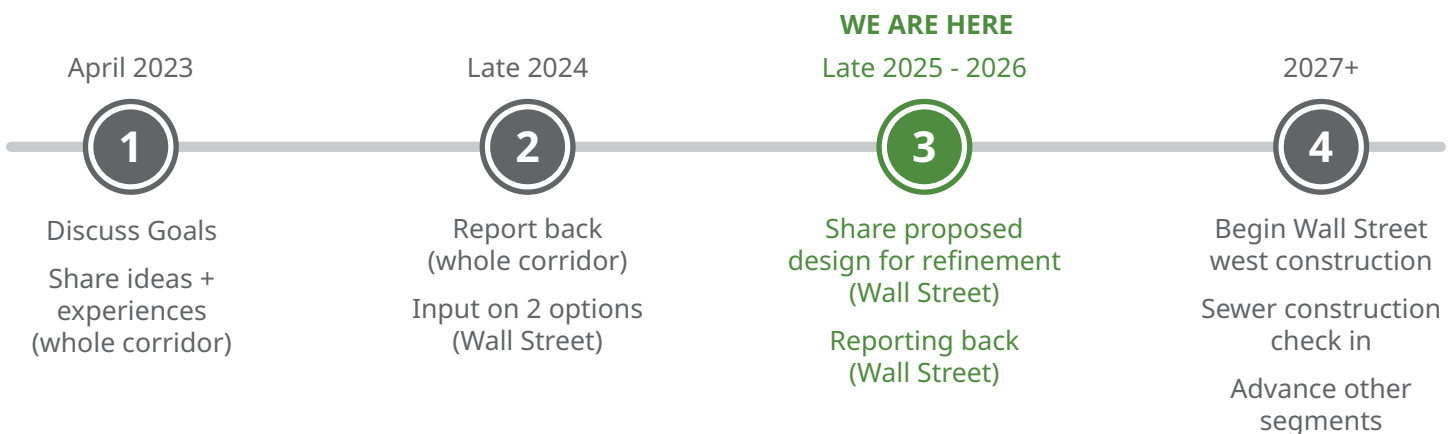 WE ARE HERE
April 2023
Late 2024
Late 2025 - 2026
2027+
1
2
3
4
Discuss Goals
Share ideas +
experiences
(whole corridor)
Report back
(whole corridor)
Input on 2 options
(Wall Street)
Share proposed
design for refinement
(Wall Street)
Reporting back
(Wall Street)
Begin Wall Street
west construction
Sewer construction
check in
Advance other
segments